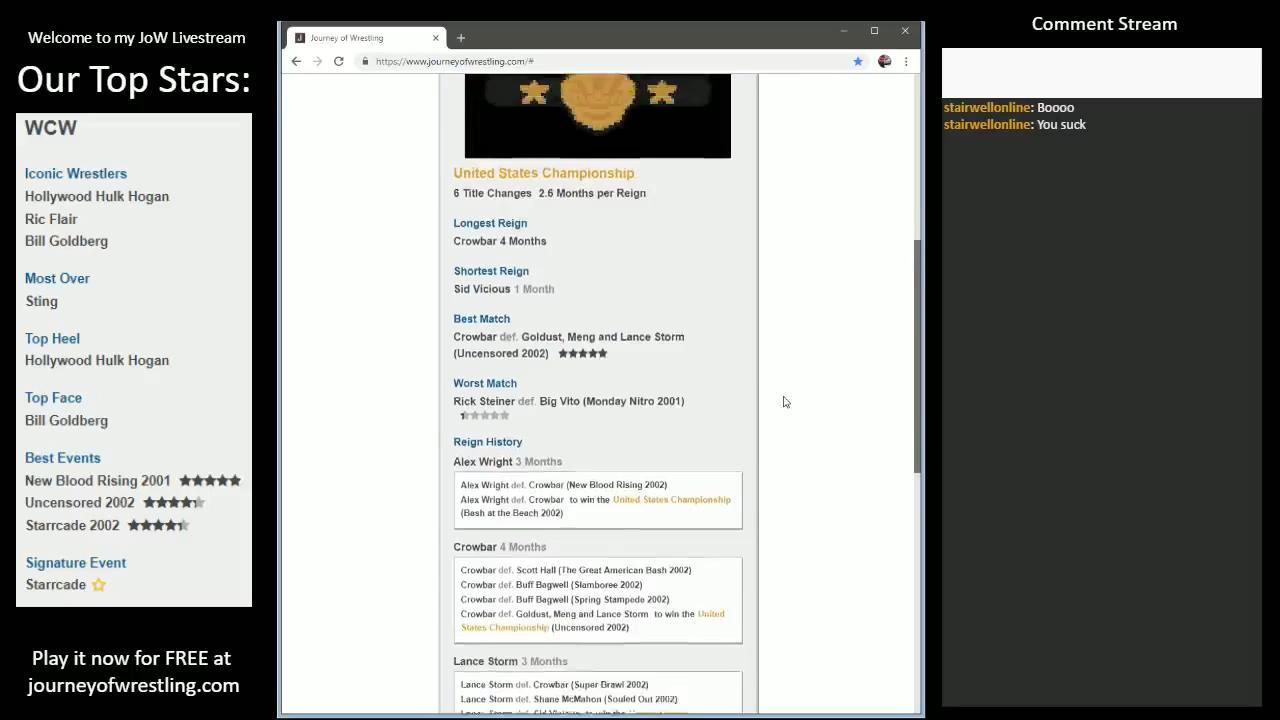 Welcome to my JoW Livestream
Our Top Stars:
WCW
Iconic Wrestlers
Hollywood Hulk Hogan
Ric Flair
Bill Goldberg
Most Over
Sting
Top Heel
Hollywood Hulk Hogan
Top Face
Bill Goldberg
Best Events
New Blood Rising 2001 ★★★★★
Uncensored 2002
Starrcade 2002
Signature Event
Starrcade
Play it now for FREE at
journeyofwrestling.com
Journey of Wrestling
https://www.journeyofwrestling.com/#
United States Championship
6 Title Changes 2.6 Months per Reign
Longest Reign
Crowbar 4 Months
Shortest Reign
Sid Vicious 1 Month
Best Match
Crowbar def. Goldust, Meng and Lance Storm
(Uncensored 2002) ★★★★★
Worst Match
Rick Steiner def. Big Vito (Monday Nitro 2001)
Reign History
Alex Wright 3 Months
Alex Wright def. Crowbar (New Blood Rising 2002)
Alex Wright def. Crowbar to win the United States Championship
(Bash at the Beach 2002)
Crowbar 4 Months
Crowbar def. Scott Hall (The Great American Bash 2002)
Crowbar def. Buff Bagwell (Slamboree 2002)
Crowbar def. Buff Bagwell (Spring Stampede 2002)
Crowbar def. Goldust, Meng and Lance Storm to win the United
States Championship (Uncensored 2002)
Lance Storm 3 Months
Lance Storm def. Crowbar (Super Brawl 2002)
Lance Storm def. Shane McMahon (Souled Out 2002)
Comment Stream
stairwellonline: Boooo
stairwellonline: You suck